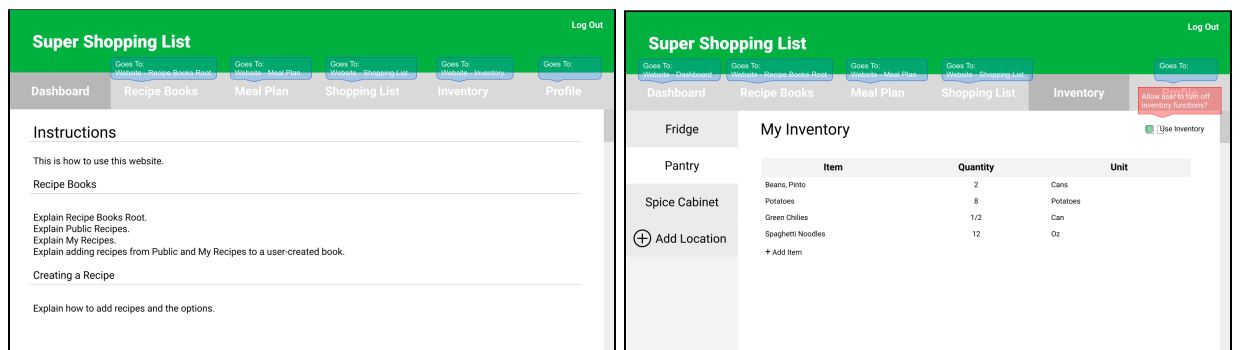 Log Out
Super Shopping List
Goes To:
Website - Recipe Books Root
Goes To:
Website - Meal Plan
Goes To:
Website - Shopping List
Goes To:
Website - Inventory
Goes To:
Dashboard
Recipe Books
Meal Plan
Shopping List
Inventory
Profile
Instructions
This is how to use this website.
Recipe Books
Explain Recipe Books Root.
Explain Public Recipes.
Explain My Recipes.
Explain adding recipes from Public and My Recipes to a user-created book.
Creating a Recipe
Explain how to add recipes and the options.
Log Out
Super Shopping List
Goes To:
Website - Dashboard
Goes To:
Website - Recipe Books Root
Goes To:
Website - Meal Plan
Goes To:
Website - Shopping List
Goes To:
Dashboard
Recipe Books
Meal Plan
Shopping List
Inventory
Profile
Allow user to turn off
inventory functions?
Fridge
Pantry
Spice Cabinet
Add Location
My Inventory
Use Inventory
Item Quantity Unit
Beans, Pinto 2 Cans
Potatoes 8 Potatoes
Green Chilies 1/2 Can
Spaghetti Noodles 12 Oz
+ Add Item